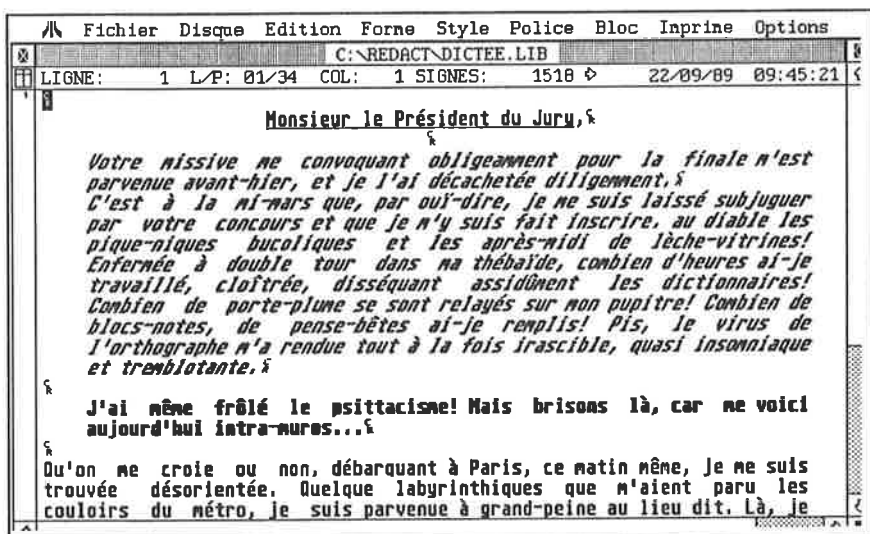 Fichier Disque Edition Forme Style Police Bloc Imprime Options
C:\REDACT\DICTEE.LIB
LIGNE: 1 L/P: 01/34 COL: 1 SIGNES: 1518 22/09/89 09:45:21
Monsieur le Président du Jury,
Votre missive me convoquant obligeamment pour la finale m'est
parvenue avant-hier, et je l'ai décachetée diligemment.
C'est à la mi-mars que, par ouï-dire, je me suis laissé subjuguer
par votre concours et que je m'y suis fait inscrire. au diable les
pique-niques bucoliques et les après-midi de lèche-vitrines!
Enfermée à double tour dans ma thébaïde, combien d'heures ai-je
travaillé, cloîtrée, disséquant assidûment les dictionnaires!
Combien de porte-plume se sont relayés sur mon pupitre! Combien de
blocs-notes, de pense-bêtes ai-je remplis! Pis, le virus de
l'orthographe m'a rendue tout à la fois irascible, quasi insomniaque
et tremblotante.
J'ai même frôlé le psittacisme! Mais brisons là, car me voici
aujourd'hui intra-muros...
Qu'on me croie ou non, débarquant à Paris, ce matin même, je me suis
trouvée désorientée. Quelque labyrinthiques que m'aient paru les
couloirs du métro, je suis parvenue à grand-peine au lieu dit. Là, je